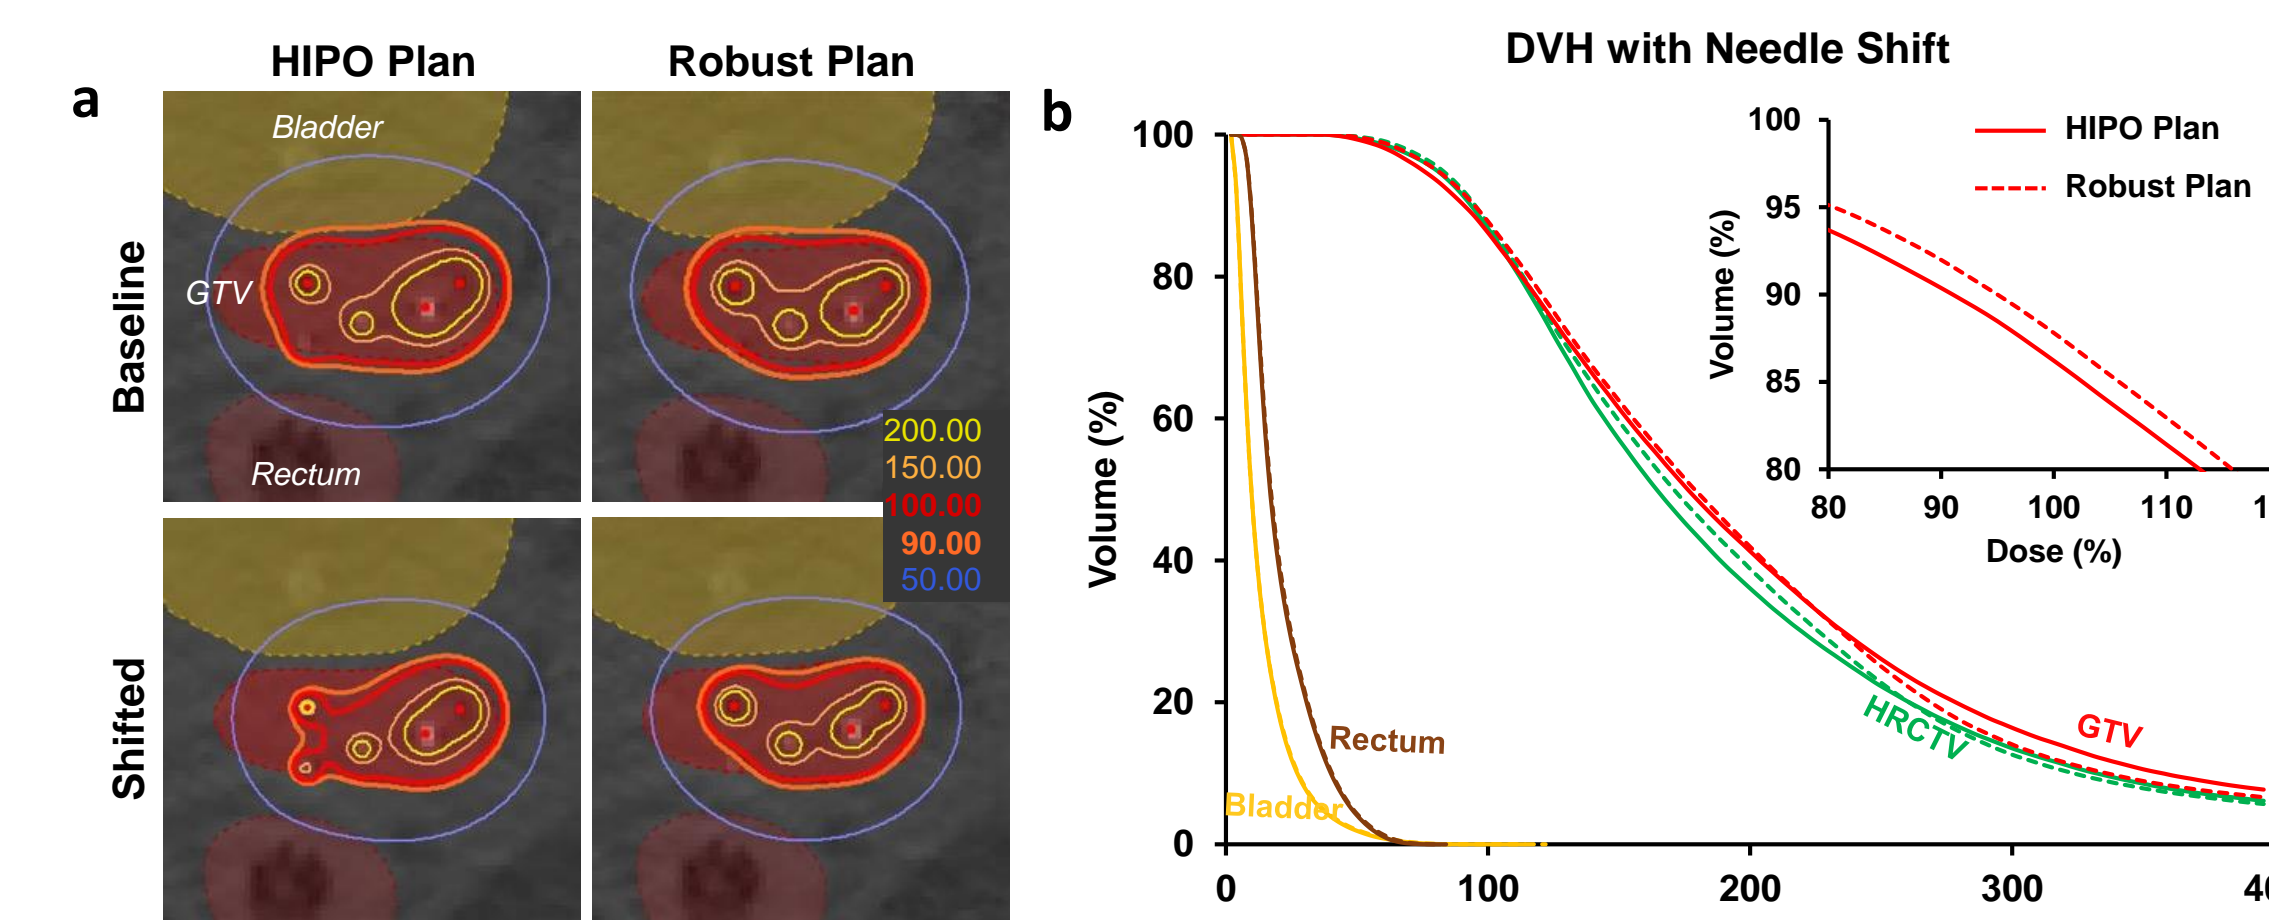 HIPO Plan
Robust Plan
a
Baseline
Shifted
Bladder
GTV
Rectum
200.00
150.00
100.00
90.00
50.00
b
DVH with Needle Shift
Volume (%)
100
80
60
40
20
0
0
100
200
300
Rectum
Bladder
HRCTV
GTV
HIPO Plan
Robust Plan
Volume (%)
100
95
90
85
80
80
90
100
110
Dose (%)